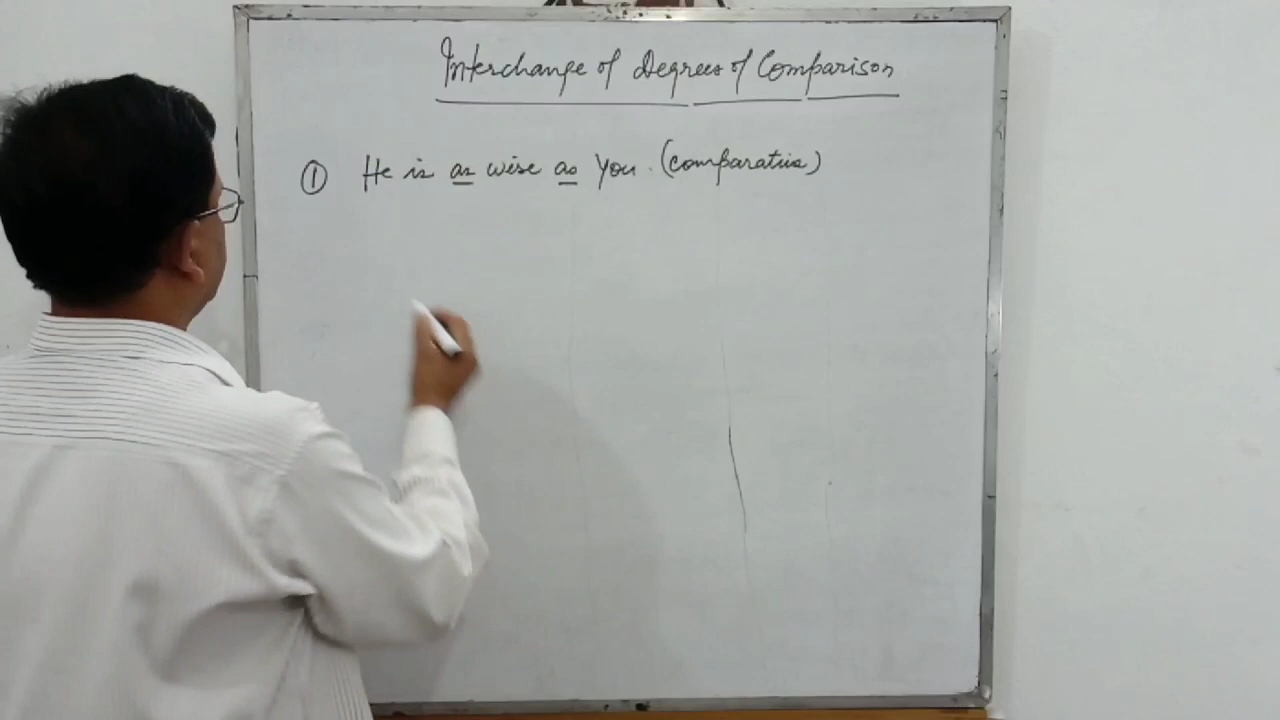 Interchange of Degrees of Comparison
① He is as wise as you. (comparative)